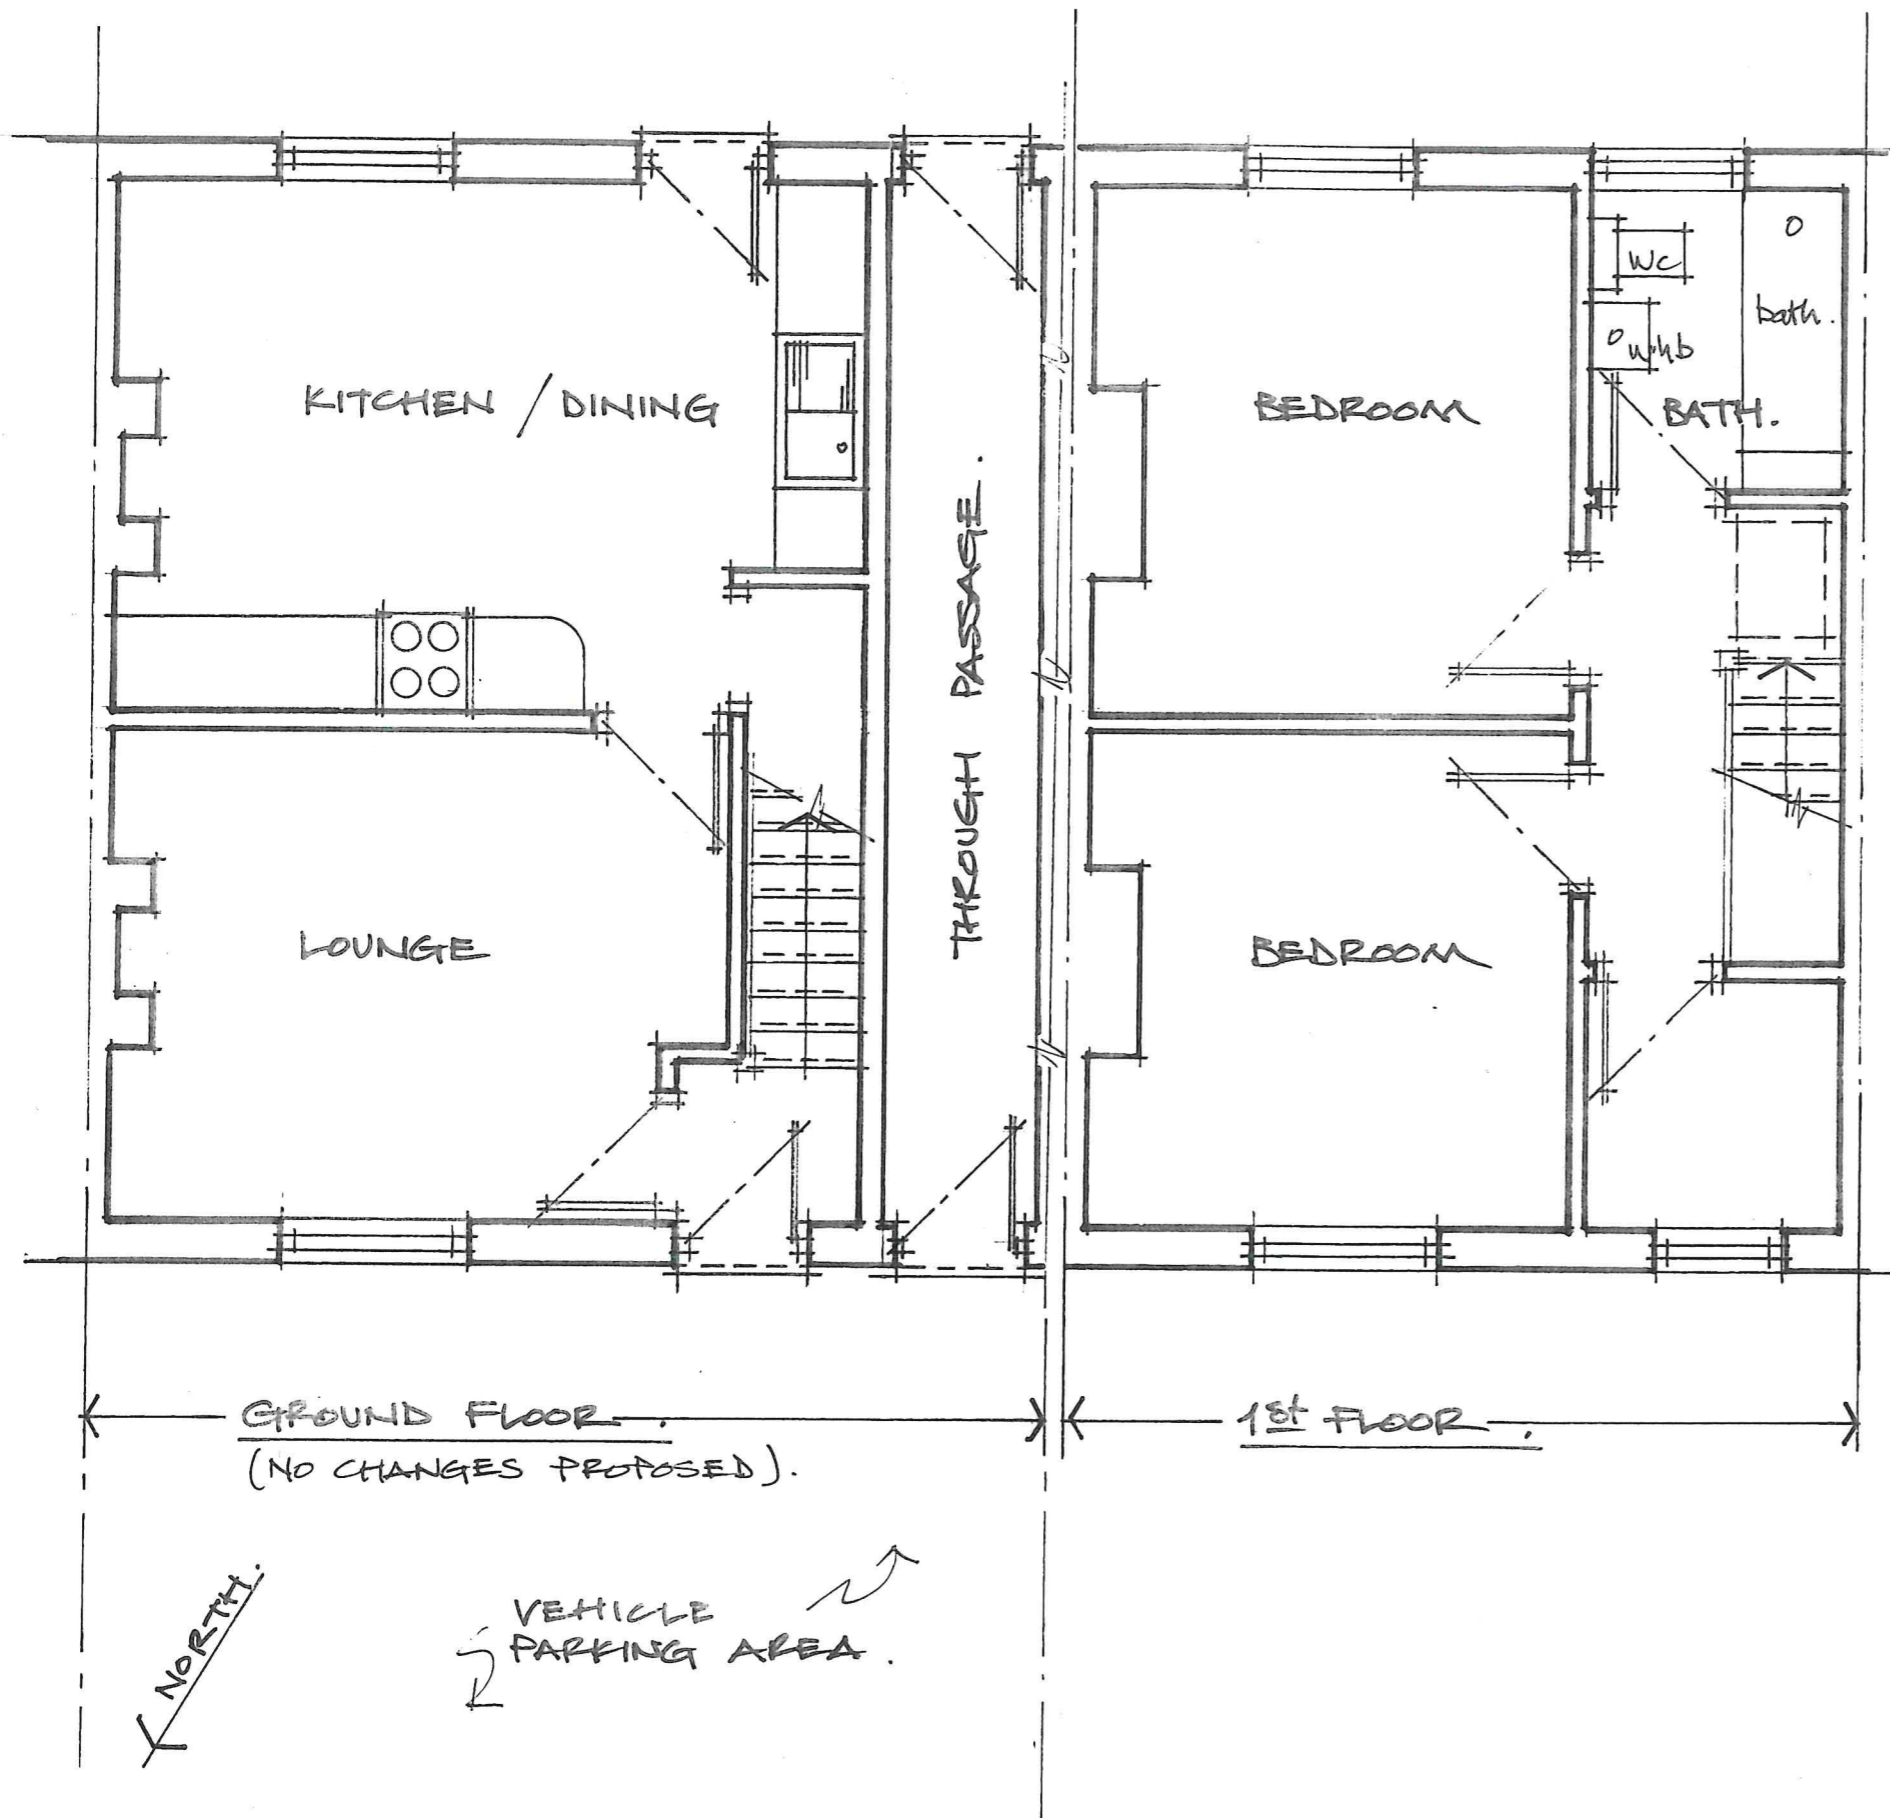 KITCHEN / DINING
LOUNGE
THROUGH PASSAGE.
BEDROOM
WC
w.h.b
bath.
BATH.
BEDROOM
GROUND FLOOR.
(NO CHANGES PROPOSED).
1st FLOOR.
NORTH.
VEHICLE
PARKING AREA.